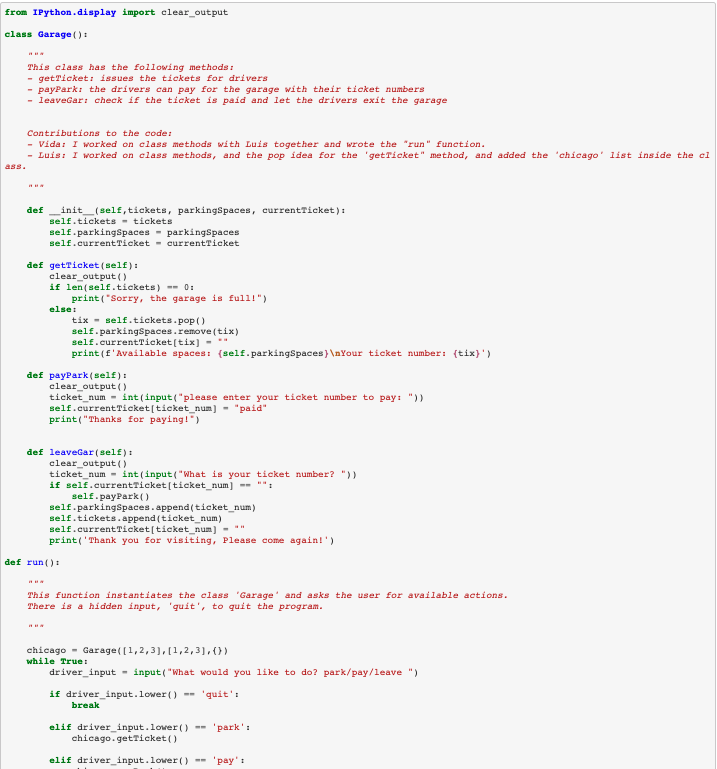 from IPython.display import clear_output
class Garage():
"""
This class has the following methods:
- getTicket: issues the tickets for drivers
- payPark: the drivers can pay for the garage with their ticket numbers
- leaveGar: check if the ticket is paid and let the drivers exit the garage
Contributions to the code:
- Vida: I worked on class methods with Luis together and wrote the "run" function.
- Luis: I worked on class methods, and the pop idea for the 'getTicket" method, and added the 'chicago' list inside the cl
ass.
"""
def __init__(self,tickets, parkingSpaces, currentTicket):
self.tickets = tickets
self.parkingSpaces = parkingSpaces
self.currentTicket = currentTicket
def getTicket(self):
clear_output()
if len(self.tickets) == 0:
print("Sorry, the garage is full!")
else:
tix = self.tickets.pop()
self.parkingSpaces.remove(tix)
self.currentTicket[tix] = ""
print(f'Available spaces: {self.parkingSpaces}\nYour ticket number: {tix}')
def payPark(self):
clear_output()
ticket_num = int(input("please enter your ticket number to pay: "))
self.currentTicket[ticket_num] = "paid"
print("Thanks for paying!")
def leaveGar(self):
clear_output()
ticket_num = int(input("What is your ticket number? "))
if self.currentTicket[ticket_num] == "":
self.payPark()
self.parkingSpaces.append(ticket_num)
self.tickets.append(ticket_num)
self.currentTicket[ticket_num] = ""
print('Thank you for visiting, Please come again!')
def run():
"""
This function instantiates the class 'Garage' and asks the user for available actions.
There is a hidden input, 'quit', to quit the program.
"""
chicago = Garage([1,2,3],[1,2,3],{})
while True:
driver_input = input("What would you like to do? park/pay/leave ")
if driver_input.lower() == 'quit':
break
elif driver_input.lower() == 'park':
chicago.getTicket()
elif driver_input.lower() == 'pay':